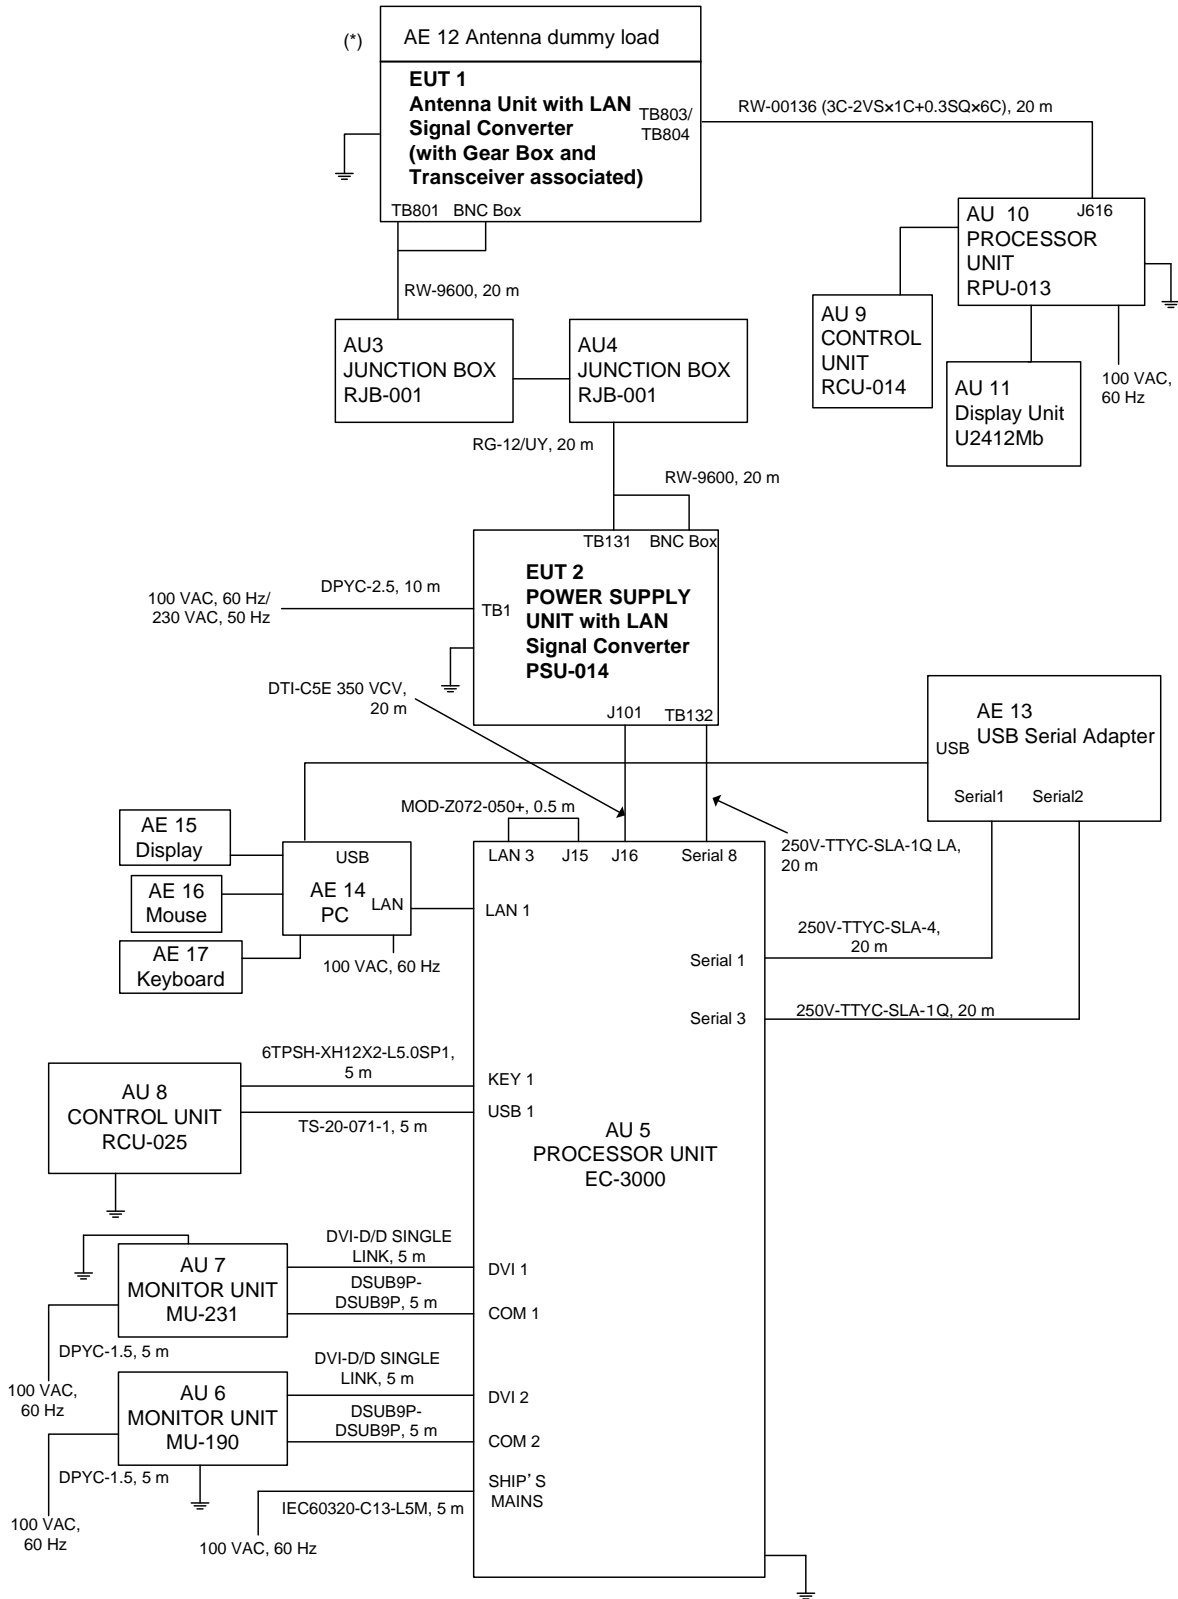 (*)
AE 12 Antenna dummy load
EUT 1
Antenna Unit with LAN
Signal Converter
(with Gear Box and
Transceiver associated)
TB803/
TB804
TB801
BNC Box
RW-00136 (3C-2VS×1C+0.3SQ×6C), 20 m
J616
AU 10
PROCESSOR
UNIT
RPU-013
AU 9
CONTROL
UNIT
RCU-014
AU 11
Display Unit
U2412Mb
100 VAC,
60 Hz
RW-9600, 20 m
AU3
JUNCTION BOX
RJB-001
AU4
JUNCTION BOX
RJB-001
RG-12/UY, 20 m
RW-9600, 20 m
TB131
BNC Box
EUT 2
POWER SUPPLY
UNIT with LAN
Signal Converter
PSU-014
TB1
J101
TB132
DPYC-2.5, 10 m
100 VAC, 60 Hz/
230 VAC, 50 Hz
DTI-C5E 350 VCV,
20 m
AE 13
USB Serial Adapter
USB
Serial1
Serial2
MOD-Z072-050+, 0.5 m
250V-TTYC-SLA-1Q LA,
20 m
AE 15
Display
AE 16
Mouse
AE 17
Keyboard
USB
AE 14
PC
LAN
100 VAC, 60 Hz
LAN 3
J15
J16
Serial 8
LAN 1
Serial 1
250V-TTYC-SLA-4,
20 m
Serial 3
250V-TTYC-SLA-1Q, 20 m
6TPSH-XH12X2-L5.0SP1,
5 m
KEY 1
USB 1
TS-20-071-1, 5 m
AU 8
CONTROL UNIT
RCU-025
AU 5
PROCESSOR UNIT
EC-3000
AU 7
MONITOR UNIT
MU-231
DVI-D/D SINGLE
LINK, 5 m
DVI 1
DSUB9P-
DSUB9P, 5 m
COM 1
DPYC-1.5, 5 m
100 VAC,
60 Hz
AU 6
MONITOR UNIT
MU-190
DVI-D/D SINGLE
LINK, 5 m
DVI 2
DSUB9P-
DSUB9P, 5 m
COM 2
DPYC-1.5, 5 m
100 VAC,
60 Hz
SHIP’S
MAINS
IEC60320-C13-L5M, 5 m
100 VAC, 60 Hz